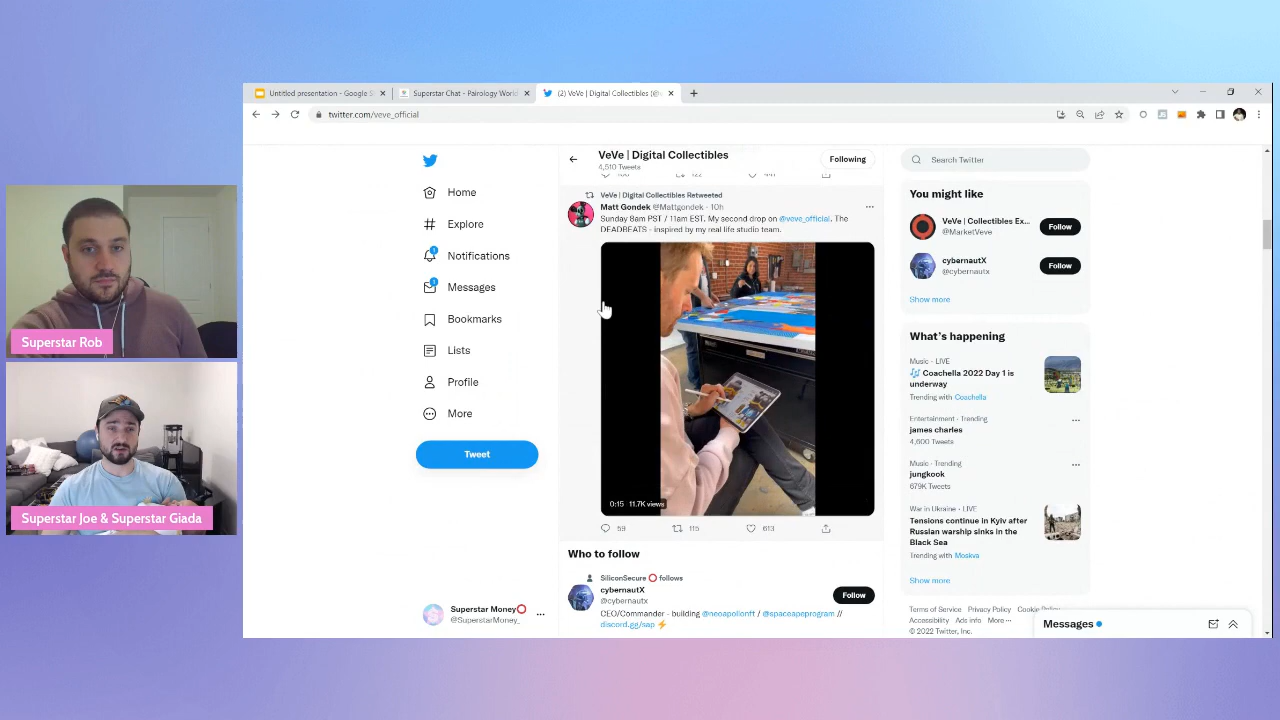 Untitled presentation - Google S
Superstar Chat - Pairology World
(2) VeVe | Digital Collectibles (@v
twitter.com/veve_official
Superstar Rob
Superstar Joe & Superstar Giada
Home
Explore
1
Notifications
1
Messages
Bookmarks
Lists
Profile
More
Tweet
Superstar Money⭕
@SuperstarMoney_
VeVe | Digital Collectibles
4,510 Tweets
Following
VeVe | Digital Collectibles Retweeted
Matt Gondek @Mattgondek · 10h
Sunday 8am PST / 11am EST. My second drop on @veve_official. The
DEADBEATS - inspired by my real life studio team.
0:15 11.7K views
59 115 613
Who to follow
SiliconSecure ⭕ follows
cybernautX
@cybernautx
Follow
CEO/Commander - building @neoapollonft / @spaceapeprogram //
discord.gg/sap ⚡
Search Twitter
You might like
VeVe | Collectibles Ex...
@MarketVeve
Follow
cybernautX
@cybernautx
Follow
Show more
What's happening
Music · LIVE
🎶 Coachella 2022 Day 1 is
underway
Trending with Coachella
Entertainment · Trending
james charles
4,600 Tweets
Music · Trending
jungkook
679K Tweets
War in Ukraine · LIVE
Tensions continue in Kyiv after
Russian warship sinks in the
Black Sea
Trending with Moskva
Show more
Terms of Service Privacy Policy Cookie Policy
Accessibility Ads info More ···
© 2022 Twitter, Inc.
Messages